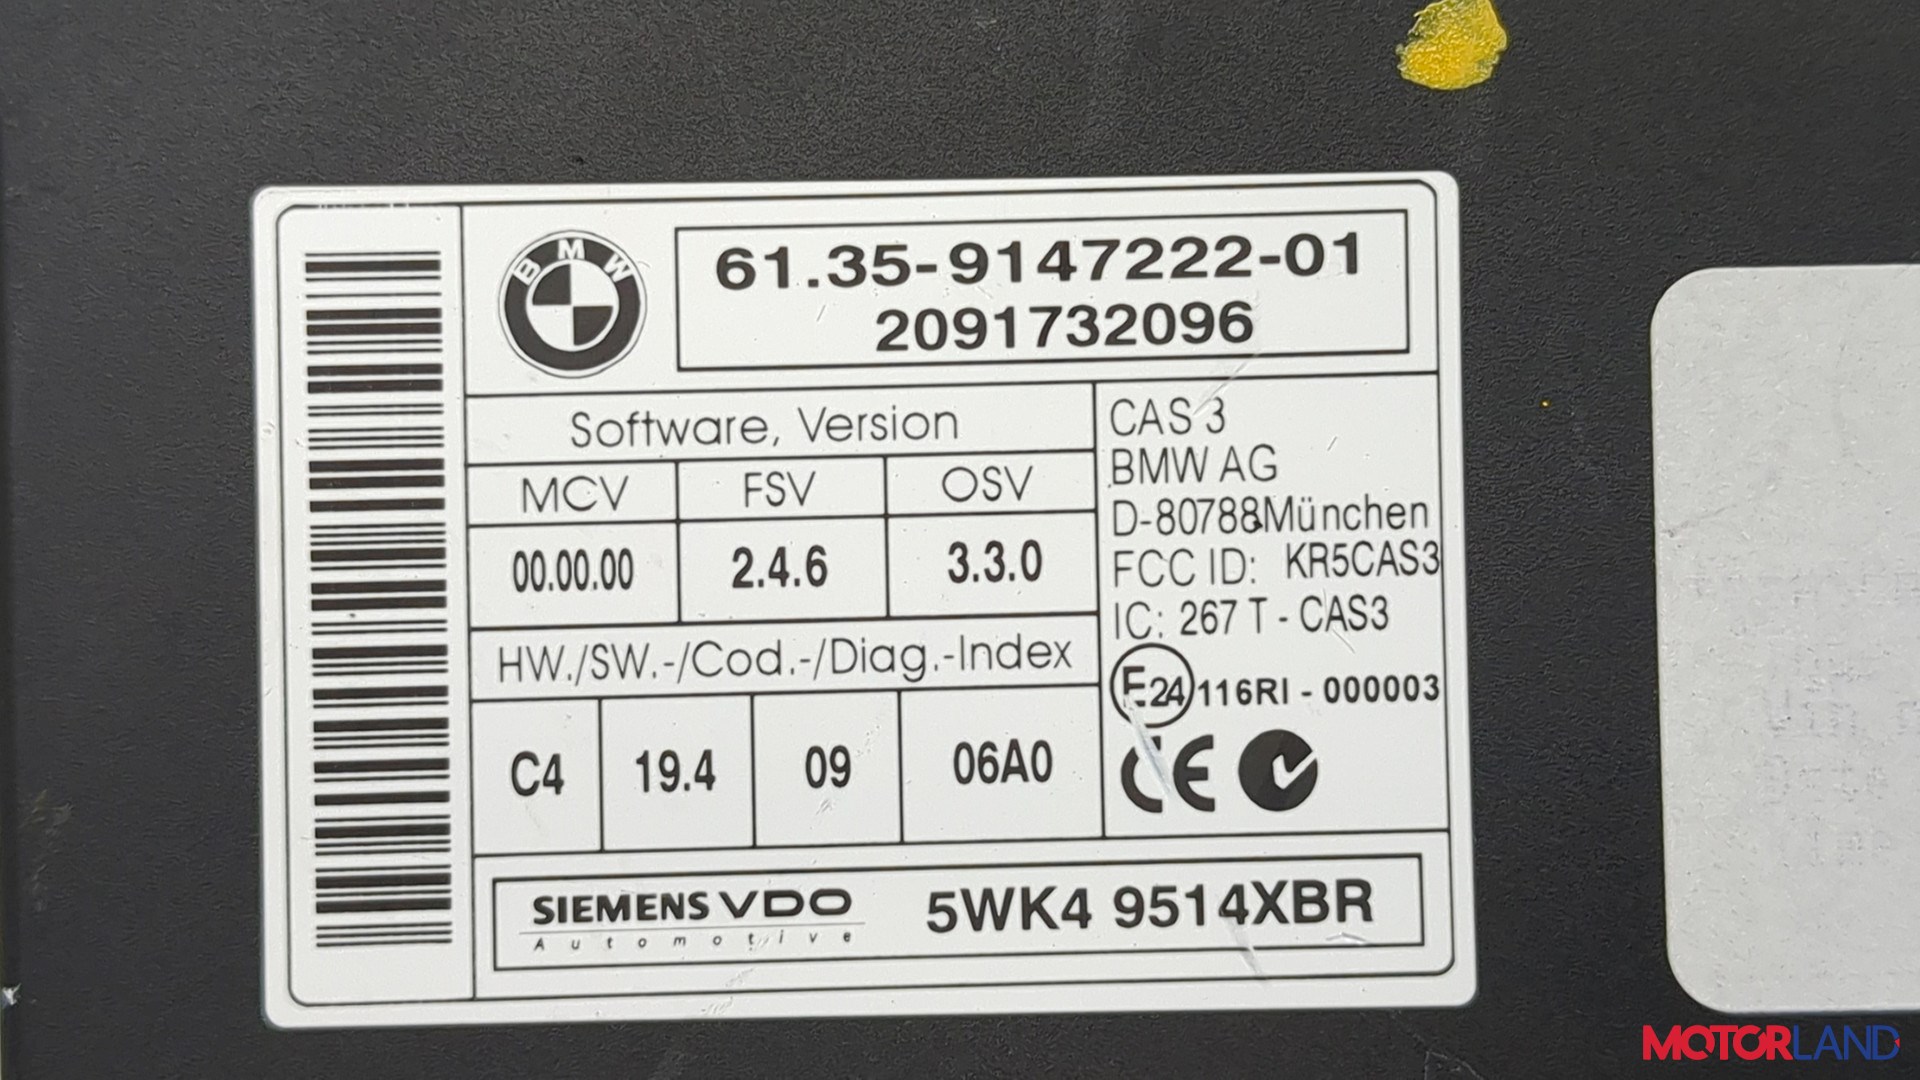 BMW
61.35-9147222-01
2091732096
Software, Version
MCV FSV OSV
00.00.00 2.4.6 3.3.0
HW./SW.-/Cod.-/Diag.-Index
C4 19.4 09 06A0
CAS 3
BMW AG
D-80788München
FCC ID: KR5CAS3
IC: 267 T - CAS3
E24 116RI - 000003
CE
SIEMENS VDO
Automotive
5WK4 9514XBR
MOTORLAND